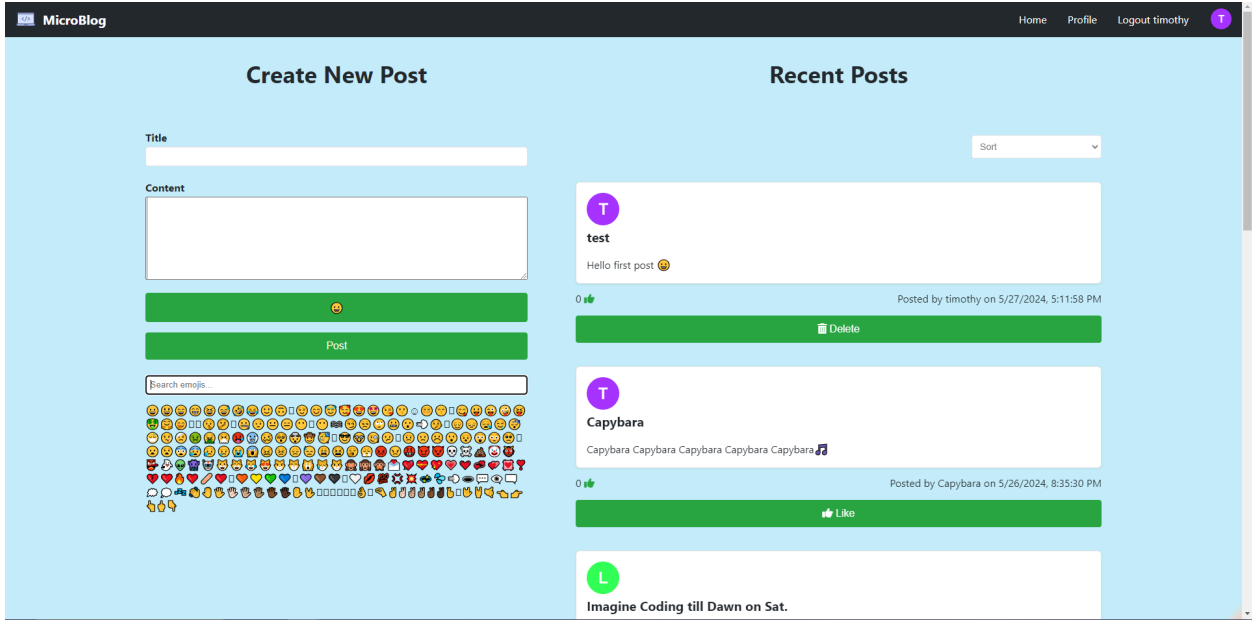 MicroBlog
Home Profile Logout timothy T
Create New Post
Title
Content
😀
Post
Search emojis...
Recent Posts
Sort
T
test
Hello first post 😀
0
Posted by timothy on 5/27/2024, 5:11:58 PM
Delete
T
Capybara
Capybara Capybara Capybara Capybara Capybara🎵
0
Posted by Capybara on 5/26/2024, 8:35:30 PM
Like
L
Imagine Coding till Dawn on Sat.